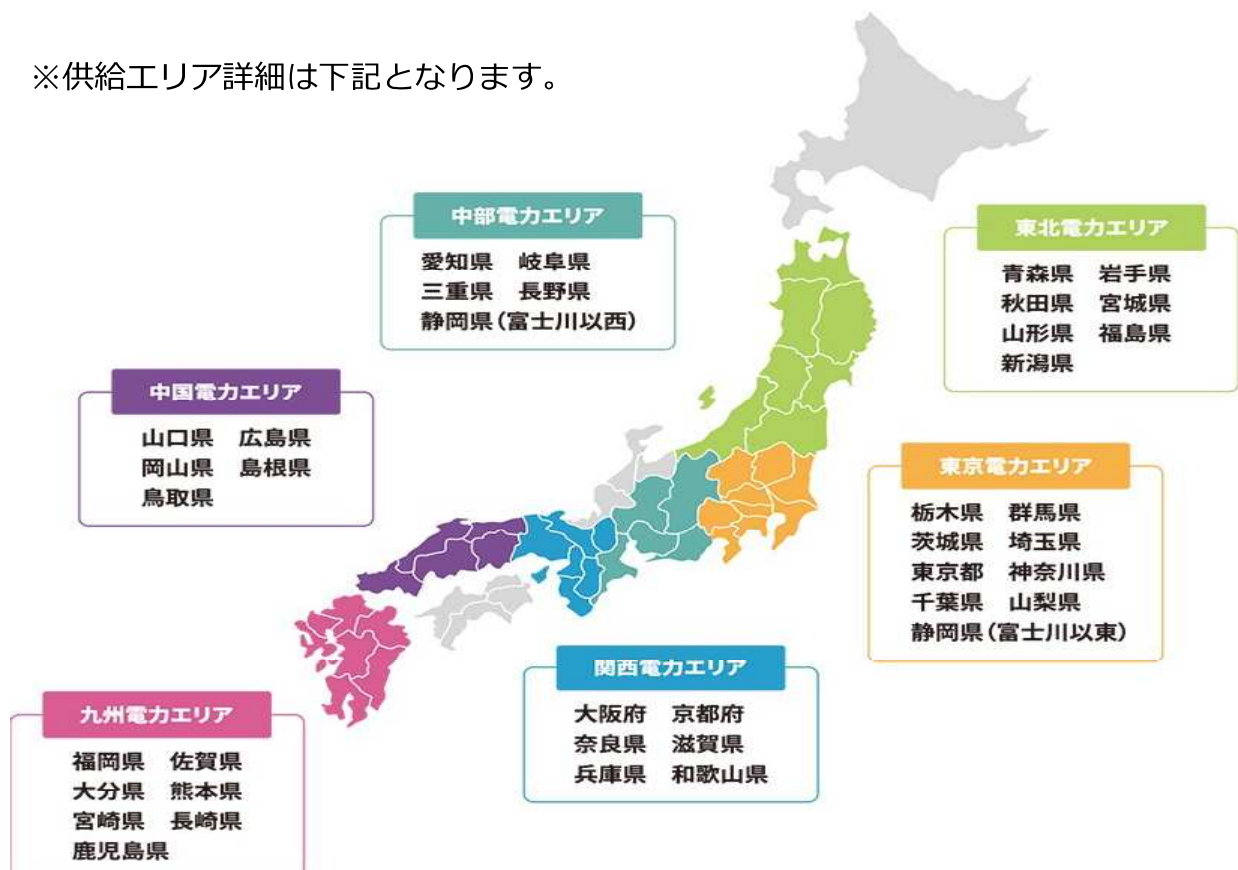 ※供給エリア詳細は下記となります。
中部電力エリア
愛知県 岐阜県
三重県 長野県
静岡県(富士川以西)
東北電力エリア
青森県 岩手県
秋田県 宮城県
山形県 福島県
新潟県
中国電力エリア
山口県 広島県
岡山県 島根県
鳥取県
東京電力エリア
栃木県 群馬県
茨城県 埼玉県
東京都 神奈川県
千葉県 山梨県
静岡県(富士川以東)
関西電力エリア
大阪府 京都府
奈良県 滋賀県
兵庫県 和歌山県
九州電力エリア
福岡県 佐賀県
大分県 熊本県
宮崎県 長崎県
鹿児島県